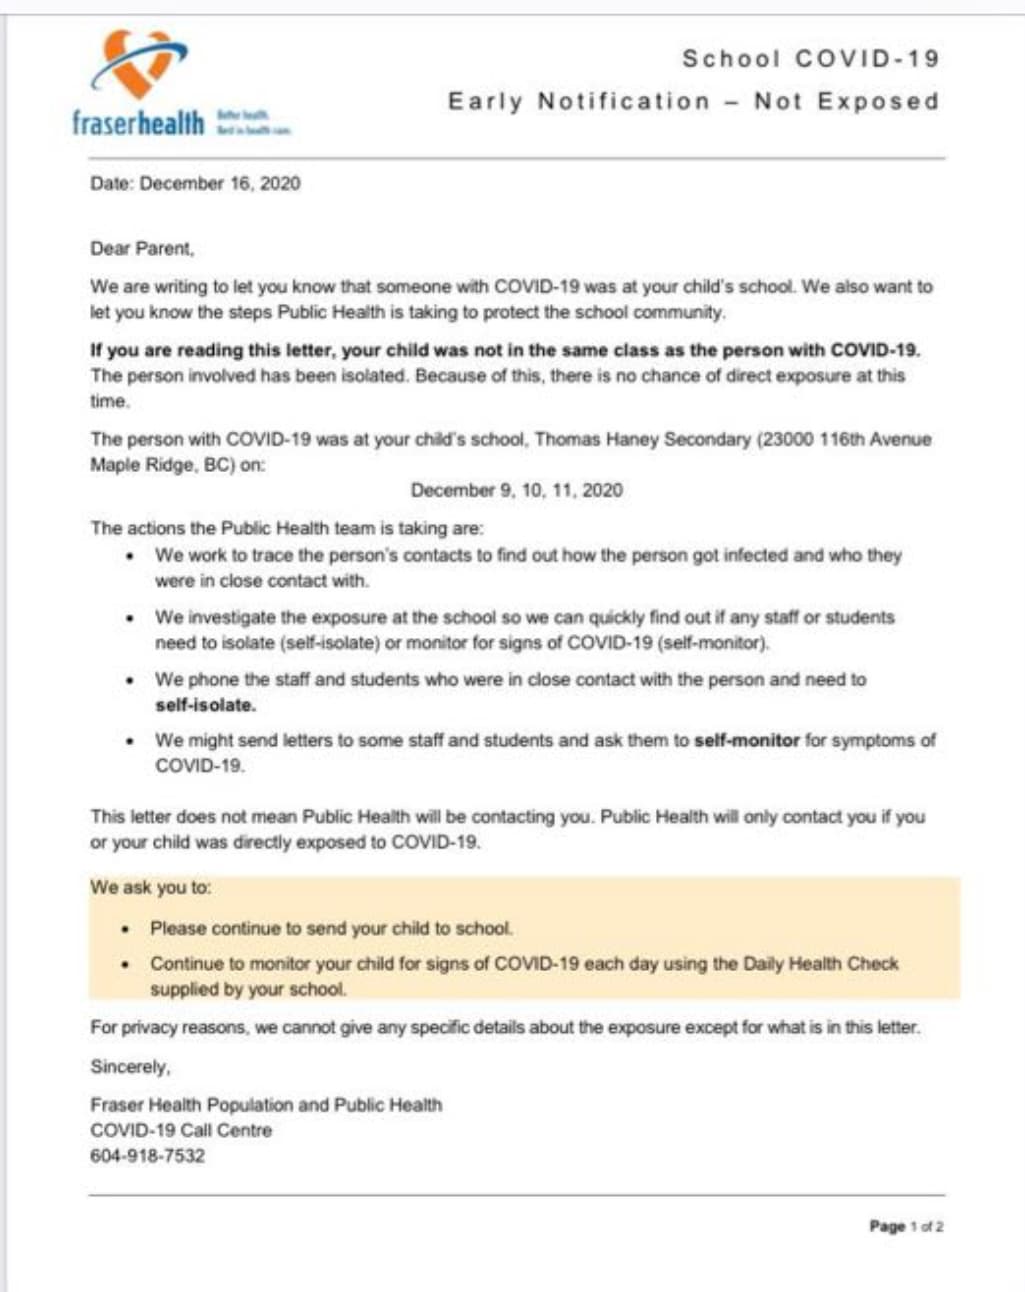 School COVID-19
Early Notification – Not Exposed
fraserhealth
Better health.
Best in health care.
Date: December 16, 2020
Dear Parent,
We are writing to let you know that someone with COVID-19 was at your child's school. We also want to
let you know the steps Public Health is taking to protect the school community.
If you are reading this letter, your child was not in the same class as the person with COVID-19.
The person involved has been isolated. Because of this, there is no chance of direct exposure at this
time.
The person with COVID-19 was at your child's school, Thomas Haney Secondary (23000 116th Avenue
Maple Ridge, BC) on:
December 9, 10, 11, 2020
The actions the Public Health team is taking are:
• We work to trace the person's contacts to find out how the person got infected and who they
were in close contact with.
• We investigate the exposure at the school so we can quickly find out if any staff or students
need to isolate (self-isolate) or monitor for signs of COVID-19 (self-monitor).
• We phone the staff and students who were in close contact with the person and need to
self-isolate.
• We might send letters to some staff and students and ask them to self-monitor for symptoms of
COVID-19.
This letter does not mean Public Health will be contacting you. Public Health will only contact you if you
or your child was directly exposed to COVID-19.
We ask you to:
• Please continue to send your child to school.
• Continue to monitor your child for signs of COVID-19 each day using the Daily Health Check
supplied by your school.
For privacy reasons, we cannot give any specific details about the exposure except for what is in this letter.
Sincerely,
Fraser Health Population and Public Health
COVID-19 Call Centre
604-918-7532
Page 1 of 2